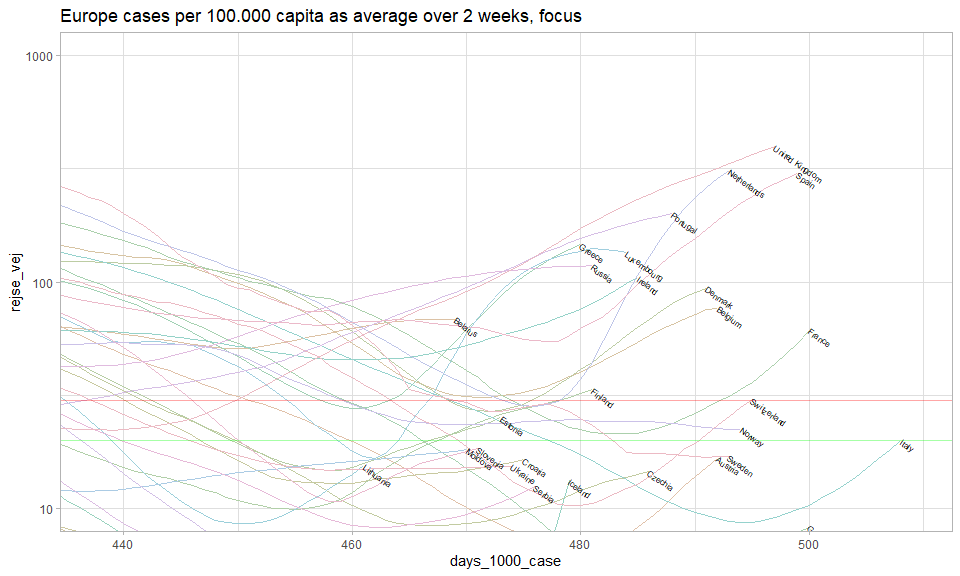 Europe cases per 100.000 capita as average over 2 weeks, focus
1000
100
10
rejse_vej
United Kingdom
Spain
Netherlands
Portugal
Greece
Luxembourg
Russia
Ireland
Denmark
Belgium
Belarus
France
Finland
Switzerland
Estonia
Norway
Italy
Slovenia
Moldova
Croatia
Sweden
Austria
Lithuania
Ukraine
Czechia
Serbia
Iceland
440
460
480
500
days_1000_case